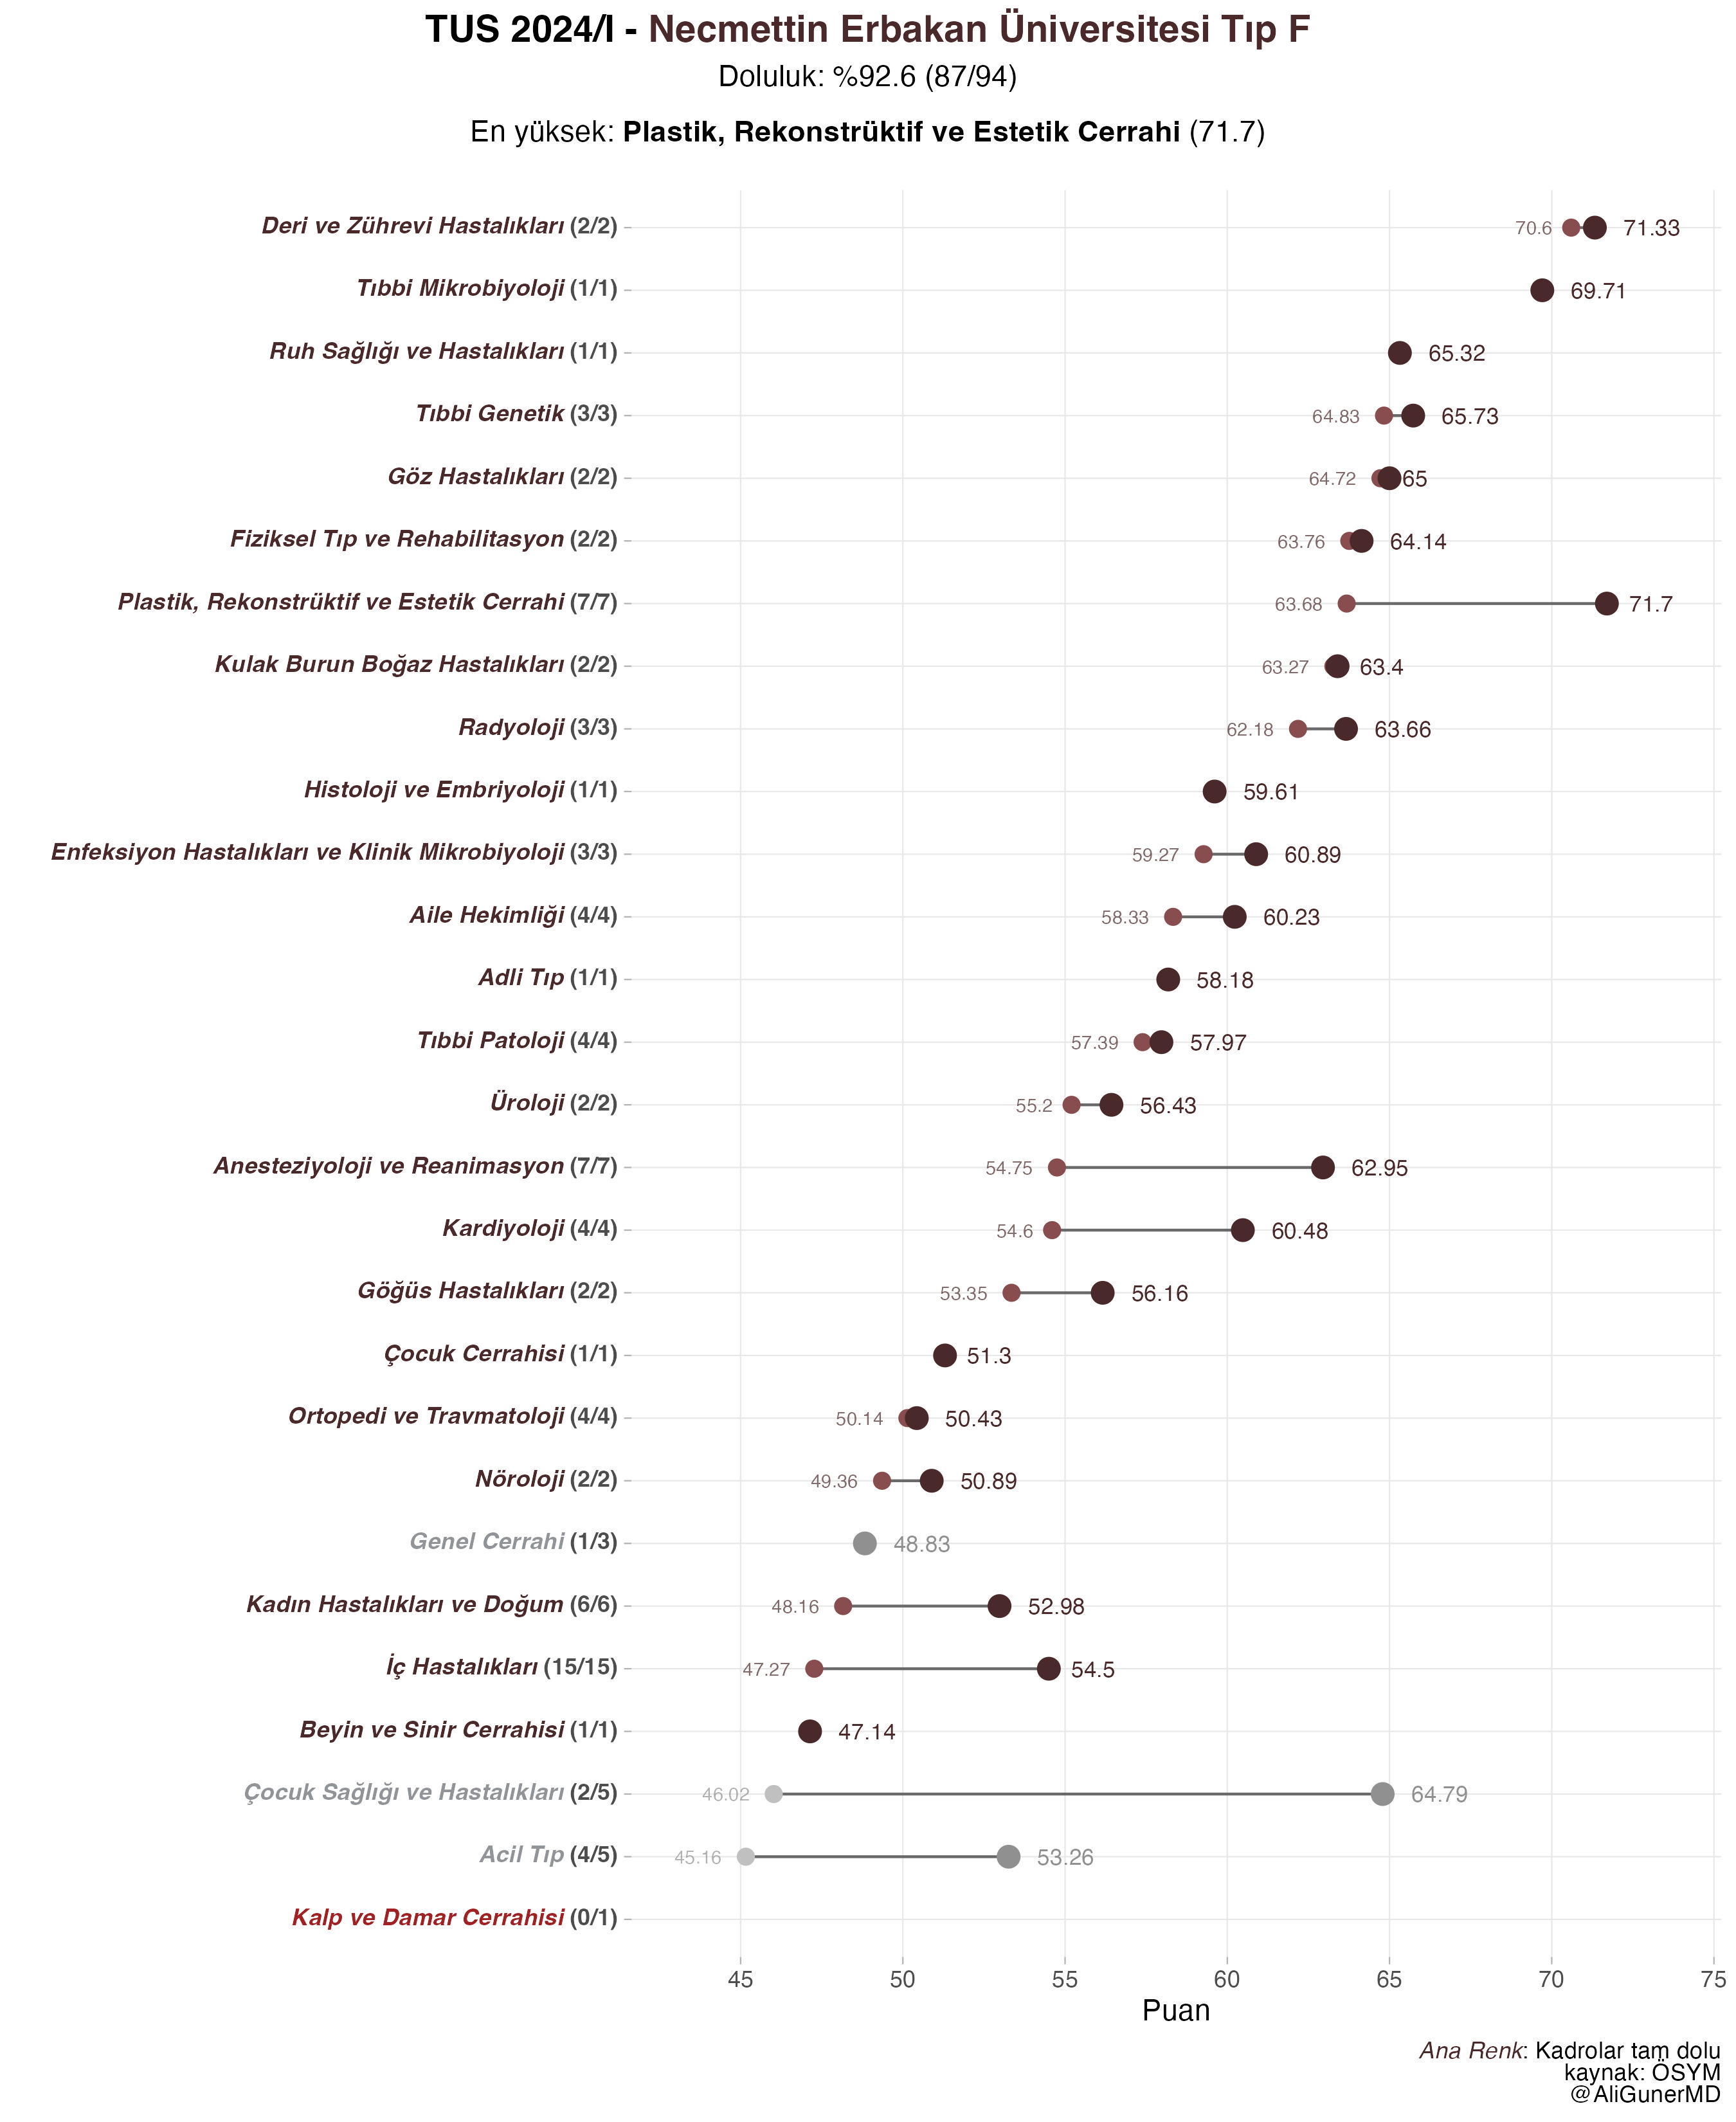 TUS 2024/I - Necmettin Erbakan Üniversitesi Tıp F
Doluluk: %92.6 (87/94)
En yüksek: Plastik, Rekonstrüktif ve Estetik Cerrahi (71.7)
Deri ve Zührevi Hastalıkları (2/2) 70.6 71.33
Tıbbi Mikrobiyoloji (1/1) 69.71
Ruh Sağlığı ve Hastalıkları (1/1) 65.32
Tıbbi Genetik (3/3) 64.83 65.73
Göz Hastalıkları (2/2) 64.72 65
Fiziksel Tıp ve Rehabilitasyon (2/2) 63.76 64.14
Plastik, Rekonstrüktif ve Estetik Cerrahi (7/7) 63.68 71.7
Kulak Burun Boğaz Hastalıkları (2/2) 63.27 63.4
Radyoloji (3/3) 62.18 63.66
Histoloji ve Embriyoloji (1/1) 59.61
Enfeksiyon Hastalıkları ve Klinik Mikrobiyoloji (3/3) 59.27 60.89
Aile Hekimliği (4/4) 58.33 60.23
Adli Tıp (1/1) 58.18
Tıbbi Patoloji (4/4) 57.39 57.97
Üroloji (2/2) 55.2 56.43
Anesteziyoloji ve Reanimasyon (7/7) 54.75 62.95
Kardiyoloji (4/4) 54.6 60.48
Göğüs Hastalıkları (2/2) 53.35 56.16
Çocuk Cerrahisi (1/1) 51.3
Ortopedi ve Travmatoloji (4/4) 50.14 50.43
Nöroloji (2/2) 49.36 50.89
Genel Cerrahi (1/3) 48.83
Kadın Hastalıkları ve Doğum (6/6) 48.16 52.98
İç Hastalıkları (15/15) 47.27 54.5
Beyin ve Sinir Cerrahisi (1/1) 47.14
Çocuk Sağlığı ve Hastalıkları (2/5) 46.02 64.79
Acil Tıp (4/5) 45.16 53.26
Kalp ve Damar Cerrahisi (0/1)
45 50 55 60 65 70 75
Puan
Ana Renk: Kadrolar tam dolu
kaynak: ÖSYM
@AliGunerMD